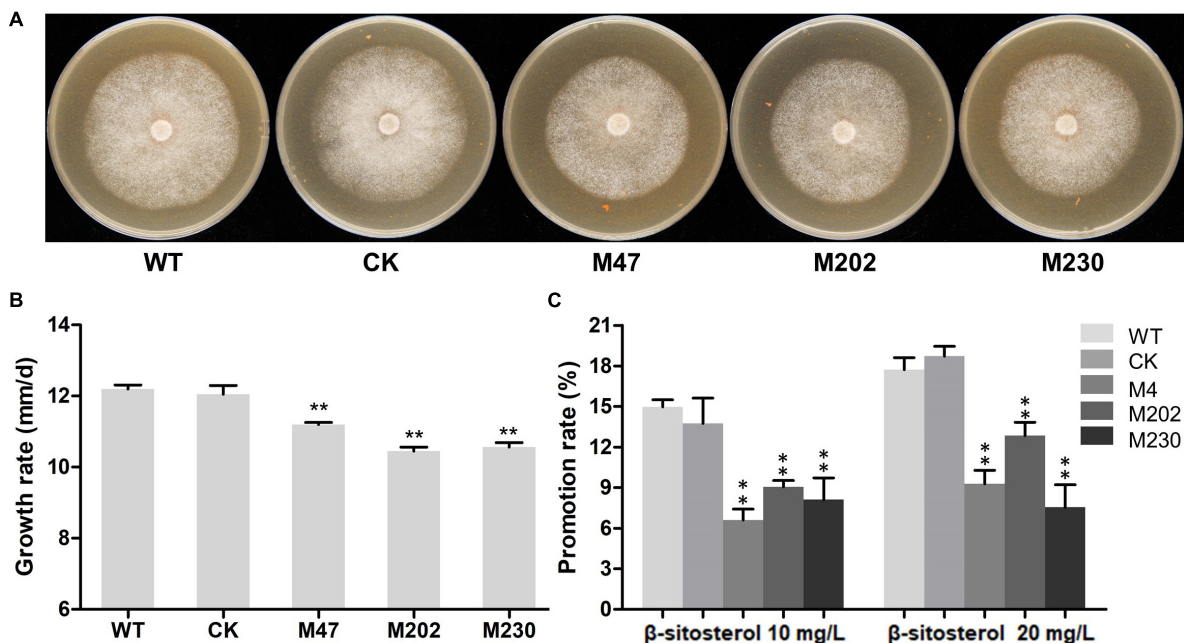 A
WT CK M47 M202 M230
B
Growth rate (mm/d)
14
12
10
8
6
** ** **
WT CK M47 M202 M230
C
Promotion rate (%)
21
18
15
12
9
6
3
0
** ** **
** ** **
β-sitosterol 10 mg/L β-sitosterol 20 mg/L
WT
CK
M4
M202
M230